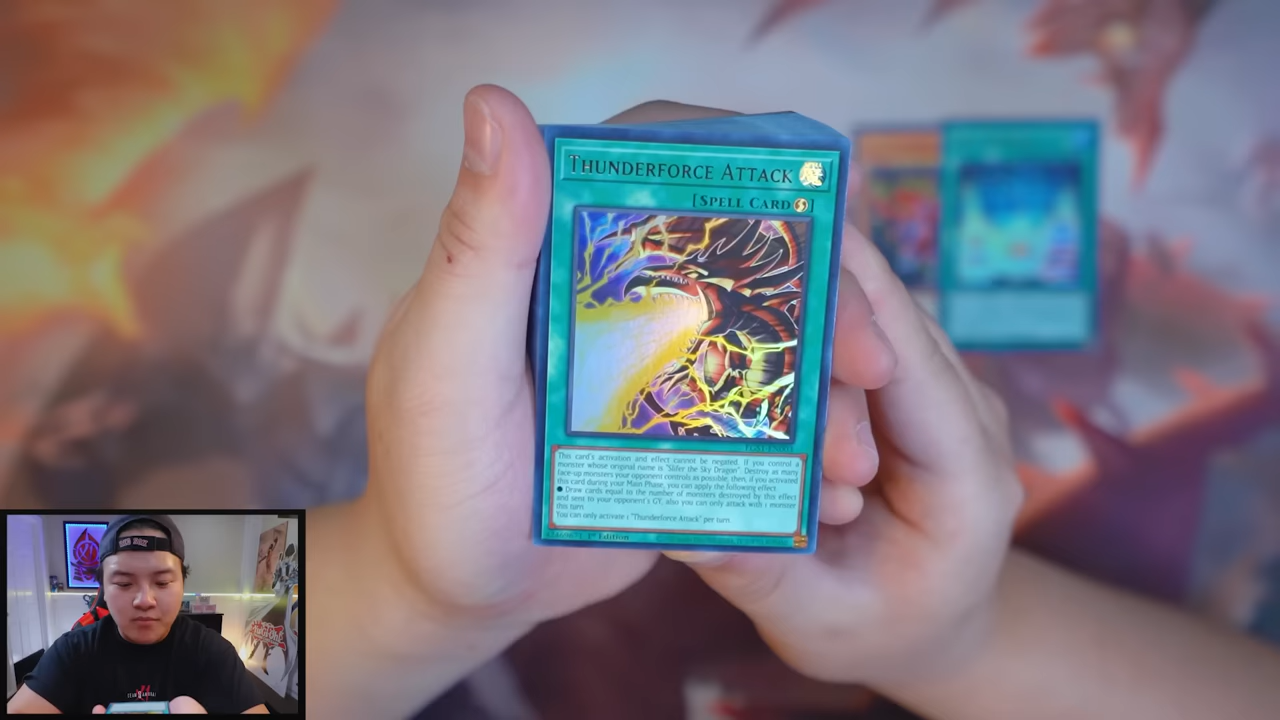 Thunderforce Attack
[Spell Card]
This card's activation and effect cannot be negated. If you control a
monster whose original name is "Slifer the Sky Dragon": Destroy as many
face-up monsters your opponent controls as possible, then, if you activated
this card during your Main Phase, you can apply the following effect.
● Draw cards equal to the number of monsters destroyed by this effect
and sent to your opponent's GY, also you can only attack with 1 monster
this turn.
You can only activate 1 "Thunderforce Attack" per turn.
1st Edition